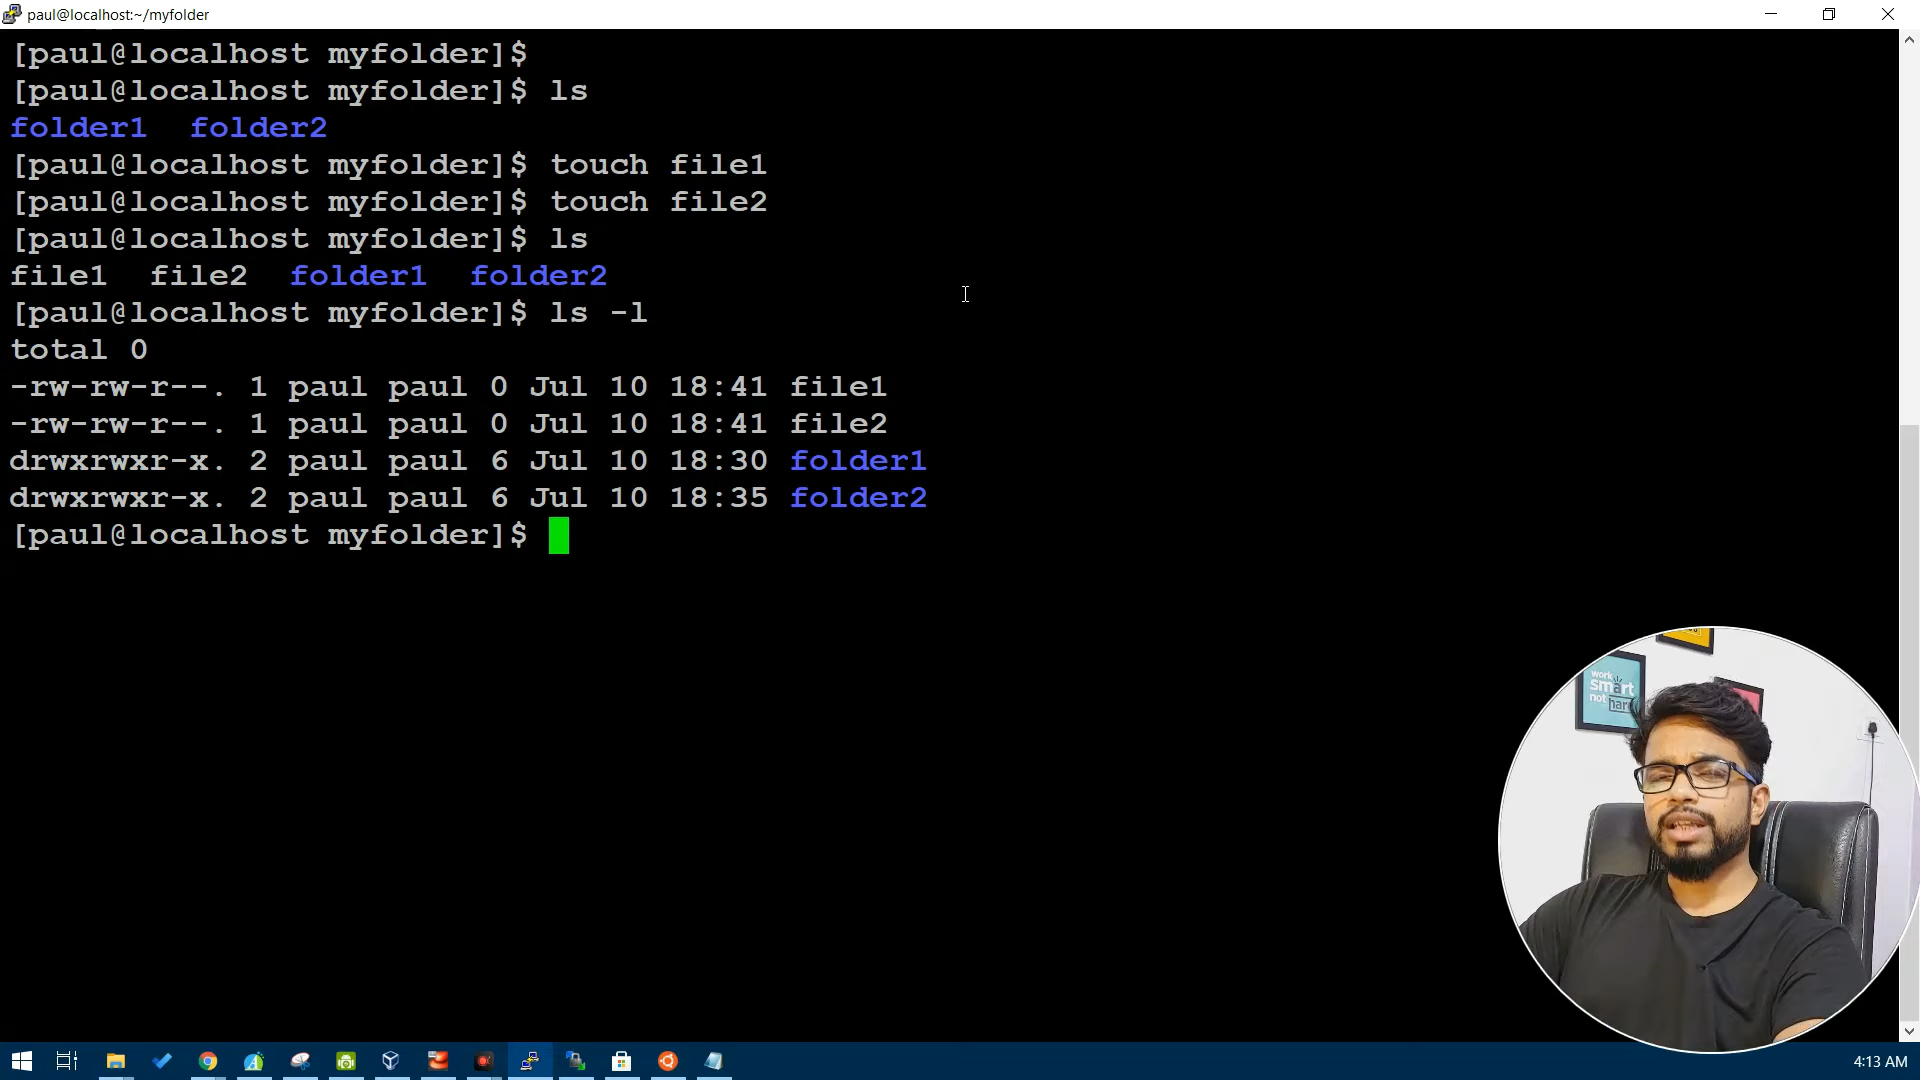 paul@localhost:~/myfolder
[paul@localhost myfolder]$
[paul@localhost myfolder]$ ls
folder1  folder2
[paul@localhost myfolder]$ touch file1
[paul@localhost myfolder]$ touch file2
[paul@localhost myfolder]$ ls
file1  file2  folder1  folder2
[paul@localhost myfolder]$ ls -l
total 0
-rw-rw-r--. 1 paul paul 0 Jul 10 18:41 file1
-rw-rw-r--. 1 paul paul 0 Jul 10 18:41 file2
drwxrwxr-x. 2 paul paul 6 Jul 10 18:30 folder1
drwxrwxr-x. 2 paul paul 6 Jul 10 18:35 folder2
[paul@localhost myfolder]$
work
smart
not
4:13 AM